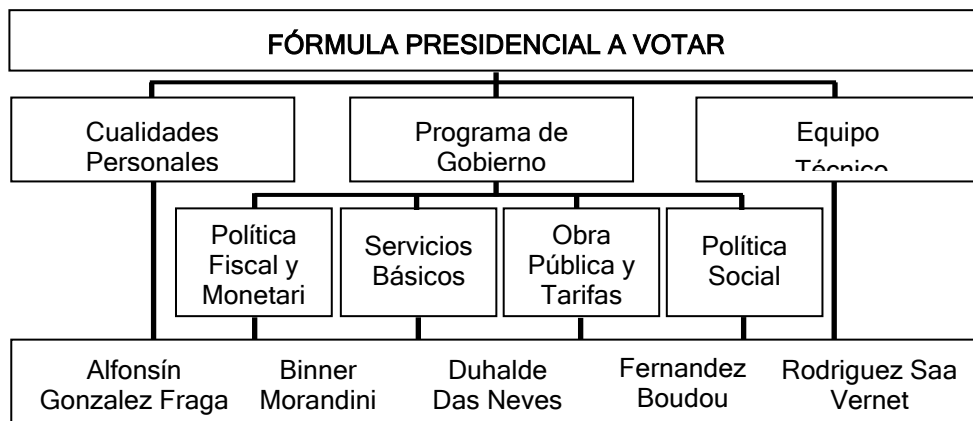 FÓRMULA PRESIDENCIAL A VOTAR
Cualidades
Personales
Programa de
Gobierno
Equipo
Técnico
Política
Fiscal y
Monetari
Servicios
Básicos
Obra
Pública y
Tarifas
Política
Social
Alfonsín
Gonzalez Fraga
Binner
Morandini
Duhalde
Das Neves
Fernandez
Boudou
Rodriguez Saa
Vernet